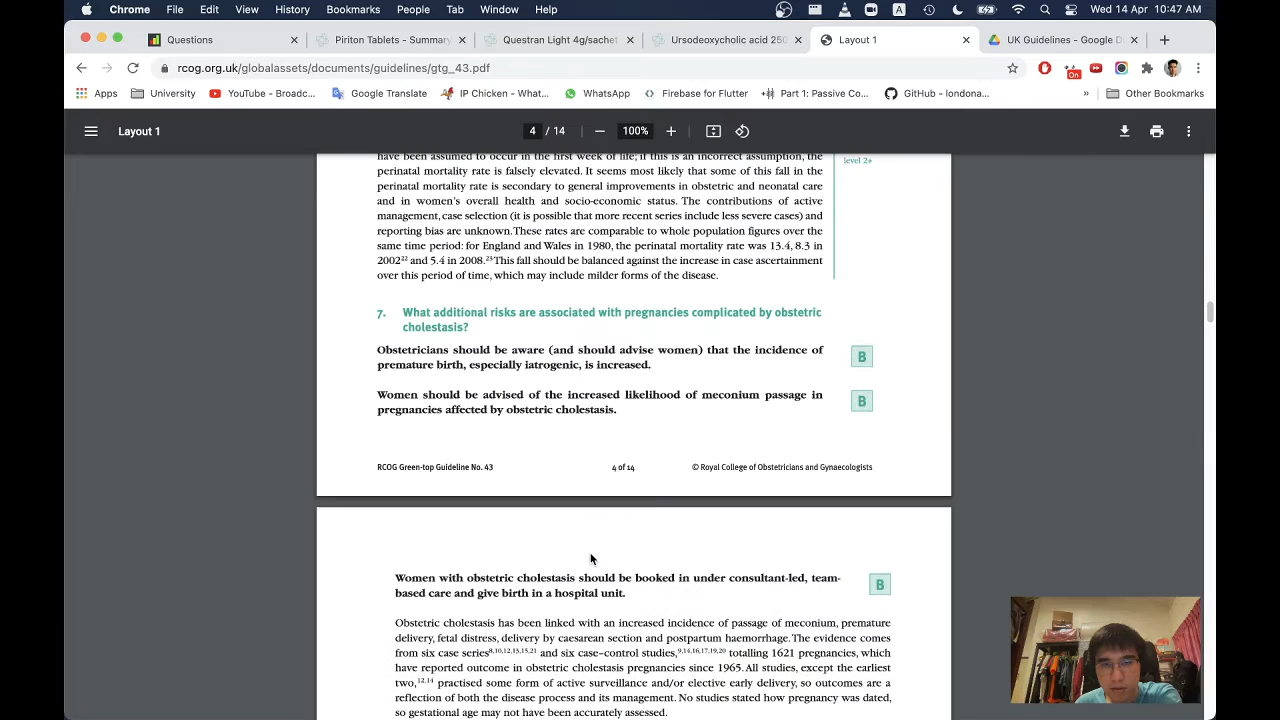 Chrome File Edit View History Bookmarks People Tab Window Help A Wed 14 Apr 10:47 AM
Questions Piriton Tablets - Summar Questran Light 4g/sachet Ursodeoxycholic acid 250 Layout 1 UK Guidelines - Google D
rcog.org.uk/globalassets/documents/guidelines/gtg_43.pdf
On
Apps University YouTube - Broadc... Google Translate IP Chicken - What... WhatsApp Firebase for Flutter Part 1: Passive Co... GitHub - londona... » Other Bookmarks
Layout 1 4 / 14 100%
have been assumed to occur in the first week of life; if this is an incorrect assumption, the
level 2+
perinatal mortality rate is falsely elevated. It seems most likely that some of this fall in the
perinatal mortality rate is secondary to general improvements in obstetric and neonatal care
and in women's overall health and socio-economic status. The contributions of active
management, case selection (it is possible that more recent series include less severe cases) and
reporting bias are unknown. These rates are comparable to whole population figures over the
same time period: for England and Wales in 1980, the perinatal mortality rate was 13.4, 8.3 in
2002²² and 5.4 in 2008.²³ This fall should be balanced against the increase in case ascertainment
over this period of time, which may include milder forms of the disease.
7. What additional risks are associated with pregnancies complicated by obstetric
cholestasis?
Obstetricians should be aware (and should advise women) that the incidence of
premature birth, especially iatrogenic, is increased.
B
Women should be advised of the increased likelihood of meconium passage in
pregnancies affected by obstetric cholestasis.
B
RCOG Green-top Guideline No. 43 4 of 14 © Royal College of Obstetricians and Gynaecologists
Women with obstetric cholestasis should be booked in under consultant-led, team-
based care and give birth in a hospital unit.
B
Obstetric cholestasis has been linked with an increased incidence of passage of meconium, premature
delivery, fetal distress, delivery by caesarean section and postpartum haemorrhage. The evidence comes
from six case series⁸,¹⁰,¹²,¹³,¹⁵,²¹ and six case–control studies,⁹,¹⁴,¹⁶,¹⁷,¹⁹,²⁰ totalling 1621 pregnancies, which
have reported outcome in obstetric cholestasis pregnancies since 1965. All studies, except the earliest
two,¹²,¹⁴ practised some form of active surveillance and/or elective early delivery, so outcomes are a
reflection of both the disease process and its management. No studies stated how pregnancy was dated,
so gestational age may not have been accurately assessed.